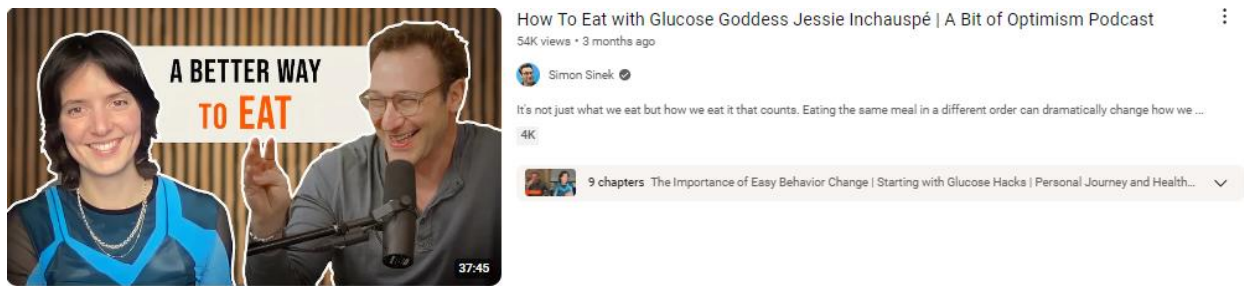 A BETTER WAY
TO EAT
37:45
How To Eat with Glucose Goddess Jessie Inchauspé | A Bit of Optimism Podcast
54K views • 3 months ago
Simon Sinek
It's not just what we eat but how we eat it that counts. Eating the same meal in a different order can dramatically change how we ...
4K
9 chapters The Importance of Easy Behavior Change | Starting with Glucose Hacks | Personal Journey and Health...